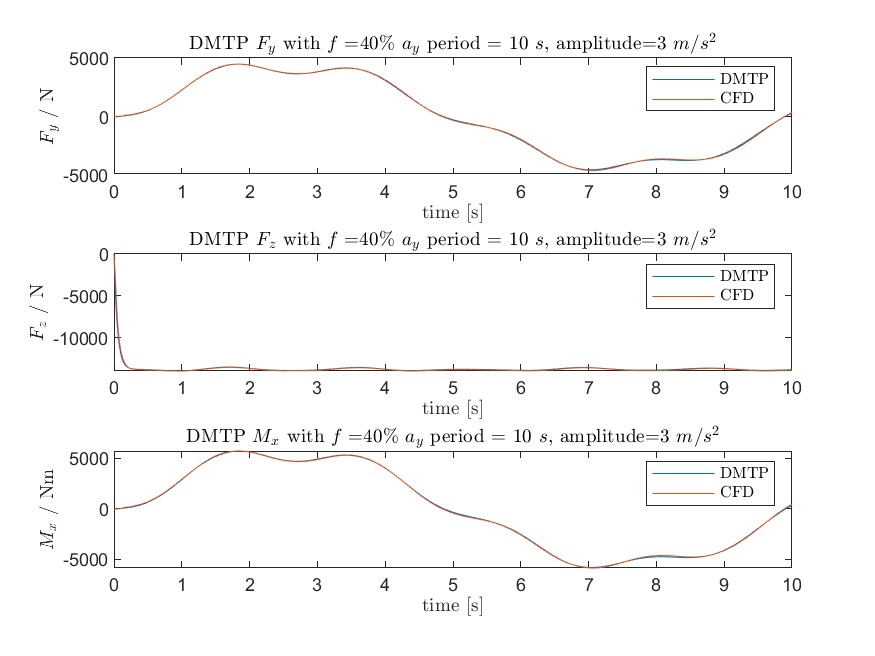 DMTP F_y with f =40% a_y period = 10 s, amplitude=3 m/s²
5000
0
-5000
F_y / N
DMTP
CFD
0 1 2 3 4 5 6 7 8 9 10
time [s]
DMTP F_z with f =40% a_y period = 10 s, amplitude=3 m/s²
0
-5000
-10000
F_z / N
DMTP
CFD
0 1 2 3 4 5 6 7 8 9 10
time [s]
DMTP M_x with f =40% a_y period = 10 s, amplitude=3 m/s²
5000
0
-5000
M_x / Nm
DMTP
CFD
0 1 2 3 4 5 6 7 8 9 10
time [s]